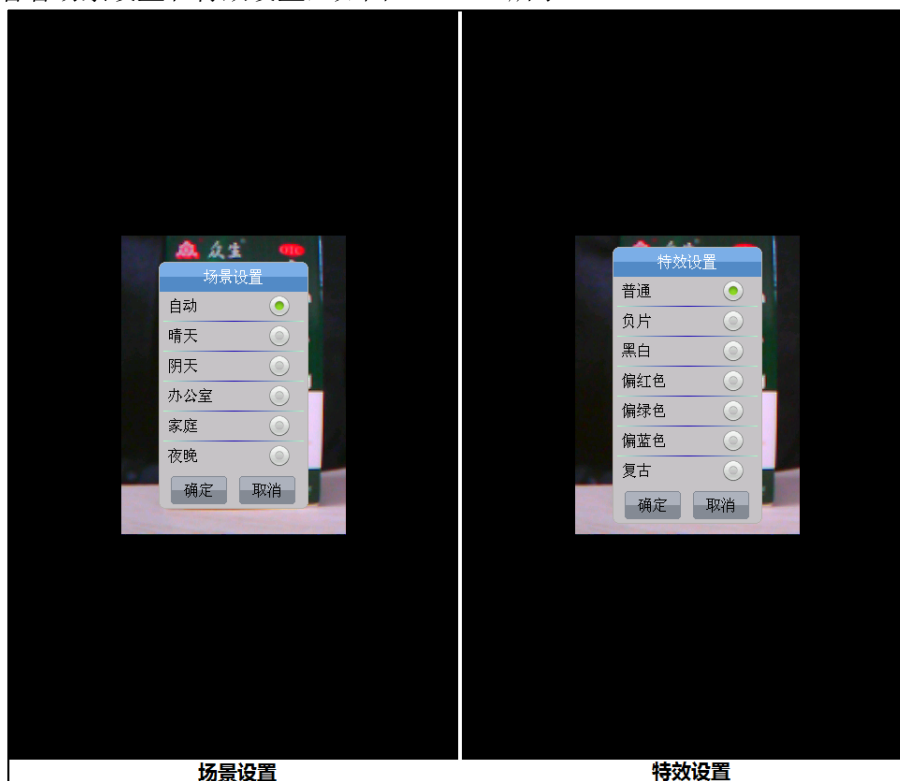 众生
OTC
场景设置
自动
晴天
阴天
办公室
家庭
夜晚
确定 取消
特效设置
普通
负片
黑白
偏红色
偏绿色
偏蓝色
复古
确定 取消
场景设置
特效设置